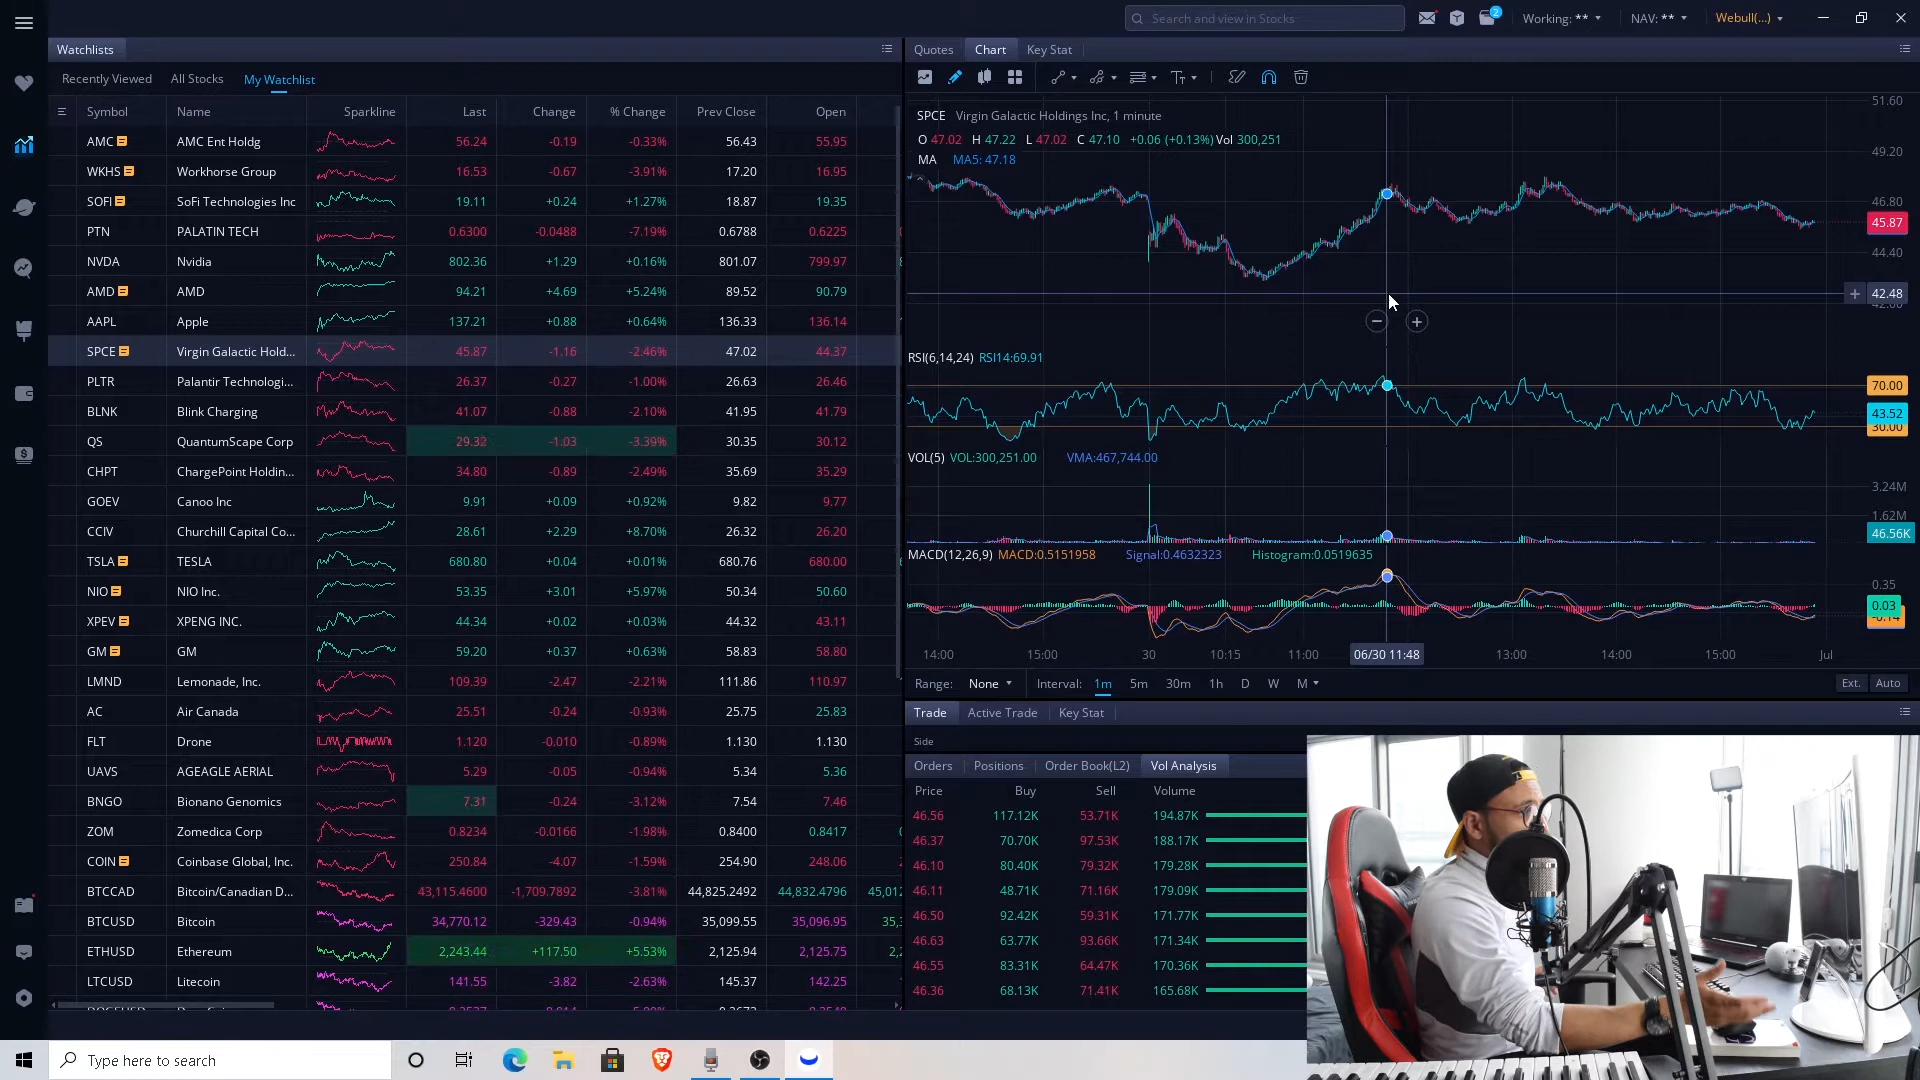 Search and view in Stocks
2
Working: **
NAV: **
Webull(...)
Watchlists
Recently Viewed All Stocks My Watchlist
Symbol Name Sparkline Last Change % Change Prev Close Open
AMC AMC Ent Holdg 56.24 -0.19 -0.33% 56.43 55.95
WKHS Workhorse Group 16.53 -0.67 -3.91% 17.20 16.95
SOFI SoFi Technologies Inc 19.11 +0.24 +1.27% 18.87 19.35
PTN PALATIN TECH 0.6300 -0.0488 -7.19% 0.6788 0.6225
NVDA Nvidia 802.36 +1.29 +0.16% 801.07 799.97
AMD AMD 94.21 +4.69 +5.24% 89.52 90.79
AAPL Apple 137.21 +0.88 +0.64% 136.33 136.14
SPCE Virgin Galactic Hold... 45.87 -1.16 -2.46% 47.02 44.37
PLTR Palantir Technologi... 26.37 -0.27 -1.00% 26.63 26.46
BLNK Blink Charging 41.07 -0.88 -2.10% 41.95 41.79
QS QuantumScape Corp 29.32 -1.03 -3.39% 30.35 30.12
CHPT ChargePoint Holdin... 34.80 -0.89 -2.49% 35.69 35.29
GOEV Canoo Inc 9.91 +0.09 +0.92% 9.82 9.77
CCIV Churchill Capital Co... 28.61 +2.29 +8.70% 26.32 26.20
TSLA TESLA 680.80 +0.04 +0.01% 680.76 680.00
NIO NIO Inc. 53.35 +3.01 +5.97% 50.34 50.60
XPEV XPENG INC. 44.34 +0.02 +0.03% 44.32 43.11
GM GM 59.20 +0.37 +0.63% 58.83 58.80
LMND Lemonade, Inc. 109.39 -2.47 -2.21% 111.86 110.97
AC Air Canada 25.51 -0.24 -0.93% 25.75 25.83
FLT Drone 1.120 -0.010 -0.89% 1.130 1.130
UAVS AGEAGLE AERIAL 5.29 -0.05 -0.94% 5.34 5.36
BNGO Bionano Genomics 7.31 -0.24 -3.12% 7.54 7.46
ZOM Zomedica Corp 0.8234 -0.0166 -1.98% 0.8400 0.8417
COIN Coinbase Global, Inc. 250.84 -4.07 -1.59% 254.90 248.06
BTCCAD Bitcoin/Canadian D... 43,115.4600 -1,709.7892 -3.81% 44,825.2492 44,832.4796 45,012
BTCUSD Bitcoin 34,770.12 -329.43 -0.94% 35,099.55 35,096.95 35,3
ETHUSD Ethereum 2,243.44 +117.50 +5.53% 2,125.94 2,125.75 2,2
LTCUSD Litecoin 141.55 -3.82 -2.63% 145.37 142.25
Quotes Chart Key Stat
SPCE Virgin Galactic Holdings Inc, 1 minute
O 47.02 H 47.22 L 47.02 C 47.10 +0.06 (+0.13%) Vol 300,251
MA MA5: 47.18
51.60
49.20
46.80
45.87
44.40
42.48
RSI(6,14,24) RSI14:69.91
70.00
43.52
30.00
VOL(5) VOL:300,251.00 VMA:467,744.00
3.24M
1.62M
46.56K
MACD(12,26,9) MACD:0.5151958 Signal:0.4632323 Histogram:0.0519635
0.35
0.03
14:00 15:00 30 10:15 11:00 06/30 11:48 13:00 14:00 15:00 Jul
Range: None Interval: 1m 5m 30m 1h D W M Ext. Auto
Trade Active Trade Key Stat
Side
Orders Positions Order Book(L2) Vol Analysis
Price Buy Sell Volume
46.56 117.12K 53.71K 194.87K
46.37 70.70K 97.53K 188.17K
46.10 80.40K 79.32K 179.28K
46.11 48.71K 71.16K 179.09K
46.50 92.42K 59.31K 171.77K
46.63 63.77K 93.66K 171.34K
46.55 83.31K 64.47K 170.36K
46.36 68.13K 71.41K 165.68K
Type here to search